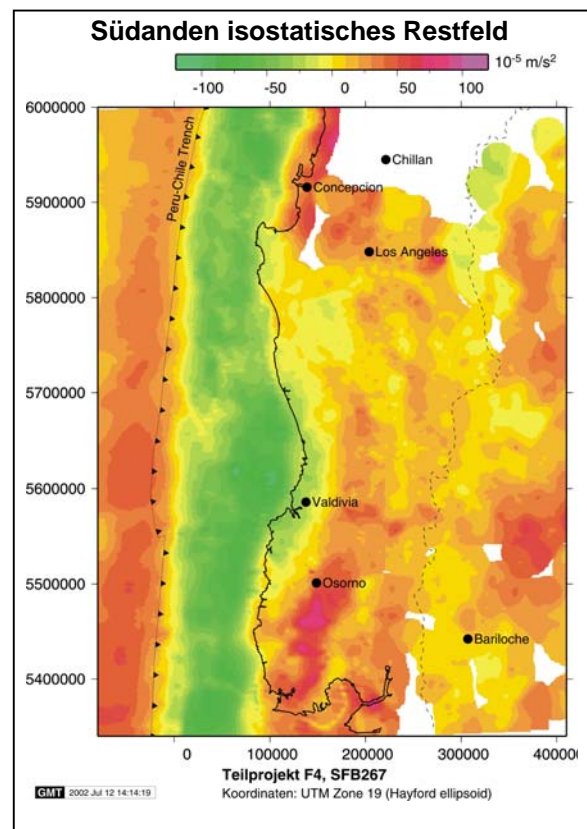 Südanden isostatisches Restfeld
10⁻⁵ m/s²
-100 -50 0 50 100
6000000
Peru-Chile Trench
Chillan
Concepcion
5900000
Los Angeles
5800000
5700000
5600000
Valdivia
5500000
Osorno
Bariloche
5400000
0 100000 200000 300000 400000
Teilprojekt F4, SFB267
GMT 2002 Jul 12 14:14:19 Koordinaten: UTM Zone 19 (Hayford ellipsoid)